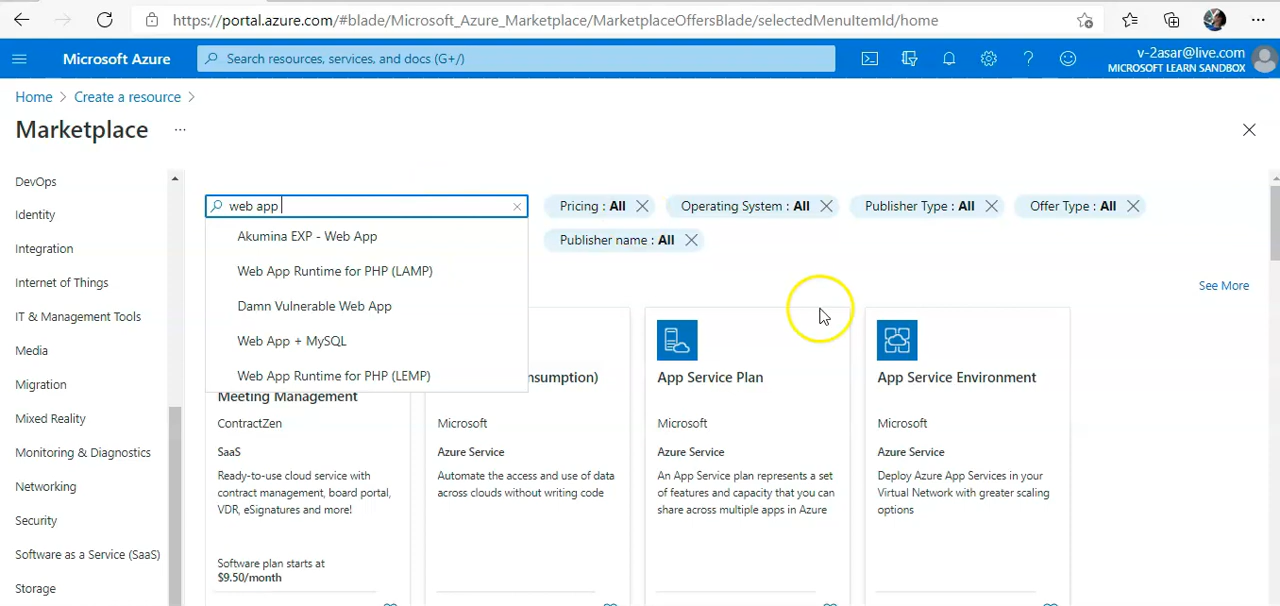 https://portal.azure.com/#blade/Microsoft_Azure_Marketplace/MarketplaceOffersBlade/selectedMenuItemId/home
Microsoft Azure
Search resources, services, and docs (G+/)
v-2asar@live.com
MICROSOFT LEARN SANDBOX
Home > Create a resource >
Marketplace ...
DevOps
Identity
Integration
Internet of Things
IT & Management Tools
Media
Migration
Mixed Reality
Monitoring & Diagnostics
Networking
Security
Software as a Service (SaaS)
Storage
web app
Pricing : All
Operating System : All
Publisher Type : All
Offer Type : All
Publisher name : All
Akumina EXP - Web App
Web App Runtime for PHP (LAMP)
Damn Vulnerable Web App
Web App + MySQL
Web App Runtime for PHP (LEMP)
See More
Meeting Management
ContractZen
SaaS
Ready-to-use cloud service with
contract management, board portal,
VDR, eSignatures and more!
Software plan starts at
$9.50/month
Microsoft
Azure Service
Automate the access and use of data
across clouds without writing code
App Service Plan
Microsoft
Azure Service
An App Service plan represents a set
of features and capacity that you can
share across multiple apps in Azure
App Service Environment
Microsoft
Azure Service
Deploy Azure App Services in your
Virtual Network with greater scaling
options